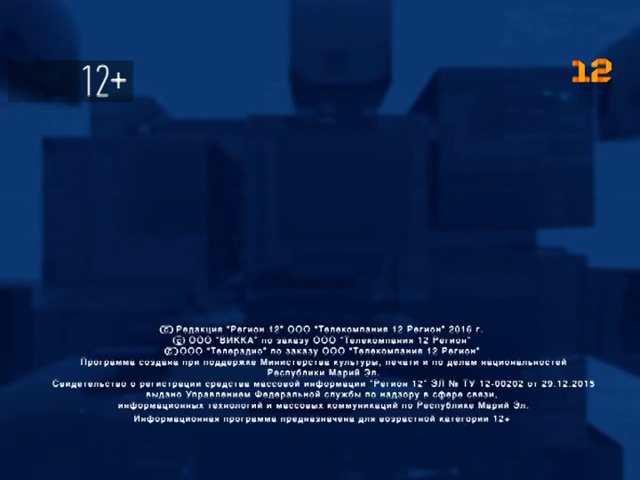 12+
12
© Редакция "Регион 12" ООО "Телекомпания 12 Регион" 2016 г.
© ООО "ВИККА" по заказу ООО "Телекомпания 12 Регион"
© ООО "Телерадио" по заказу ООО "Телекомпания 12 Регион"
Программа создана при поддержке Министерства культуры, печати и по делам национальностей
Республики Марий Эл.
Свидетельство о регистрации средства массовой информации "Регион 12" ЭЛ № ТУ 12-00202 от 29.12.2015
выдано Управлением Федеральной службы по надзору в сфере связи,
информационных технологий и массовых коммуникаций по Республике Марий Эл.
Информационная программа предназначена для возрастной категории 12+